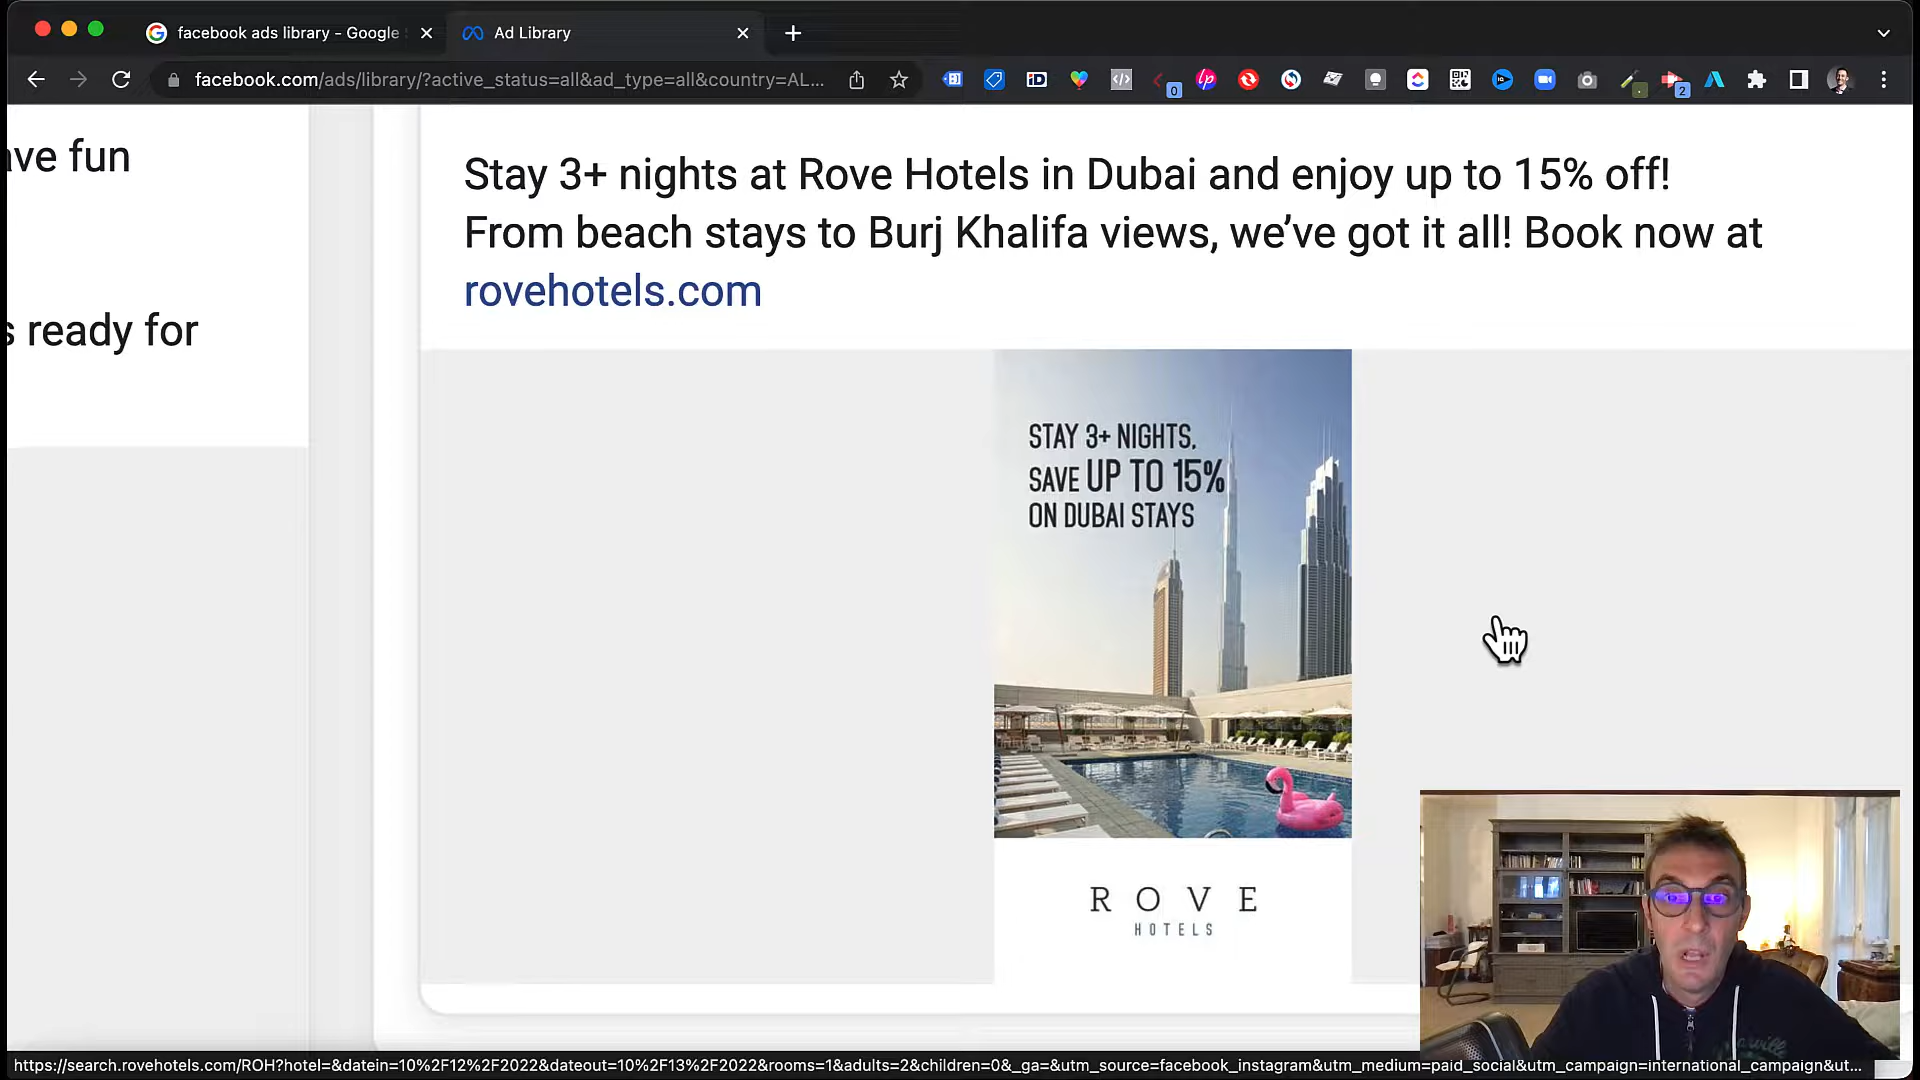 facebook ads library - Google
Ad Library
facebook.com/ads/library/?active_status=all&ad_type=all&country=AL...
0
2
ave fun
s ready for
Stay 3+ nights at Rove Hotels in Dubai and enjoy up to 15% off!
From beach stays to Burj Khalifa views, we’ve got it all! Book now at
rovehotels.com
STAY 3+ NIGHTS,
SAVE UP TO 15%
ON DUBAI STAYS
ROVE
HOTELS
https://search.rovehotels.com/ROH?hotel=&datein=10%2F12%2F2022&dateout=10%2F13%2F2022&rooms=1&adults=2&children=0&_ga=&utm_source=facebook_instagram&utm_medium=paid_social&utm_campaign=international_campaign&ut...